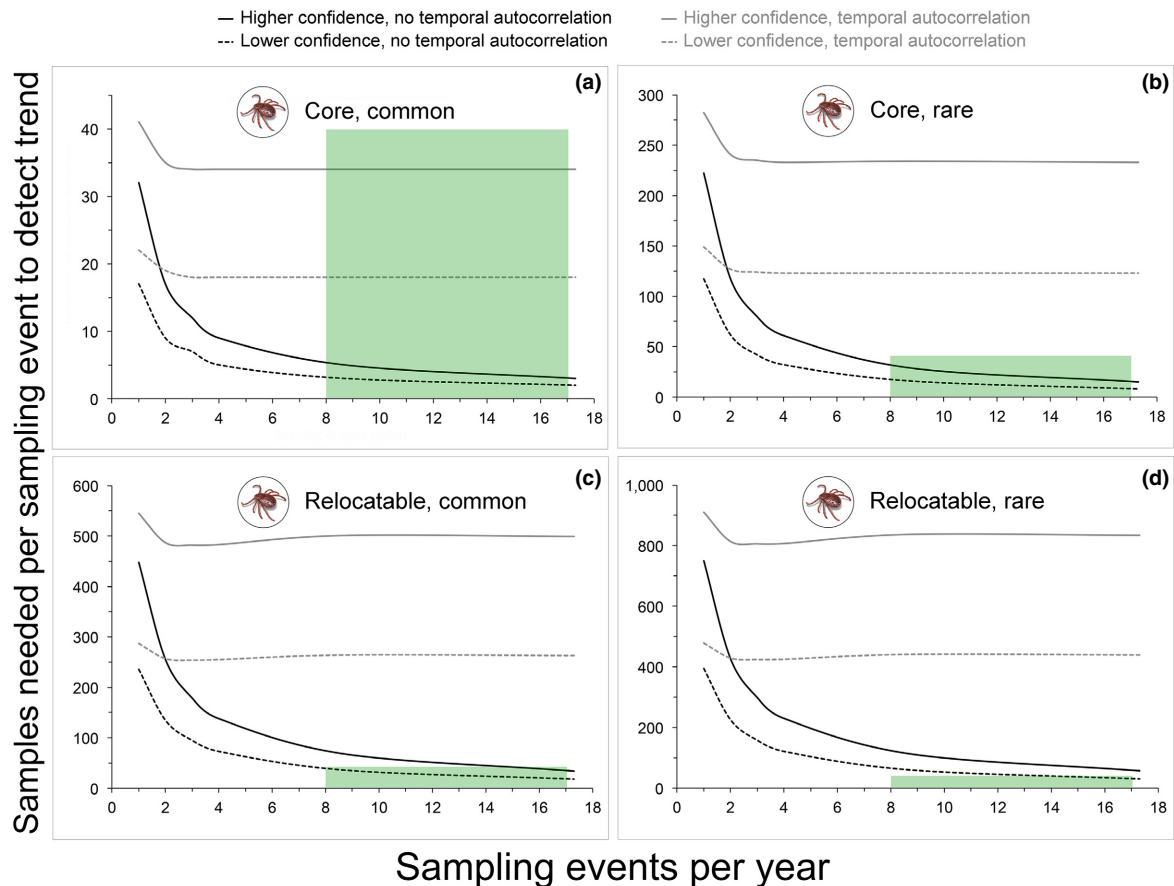 Higher confidence, no temporal autocorrelation
Lower confidence, no temporal autocorrelation
Higher confidence, temporal autocorrelation
Lower confidence, temporal autocorrelation
Samples needed per sampling event to detect trend
(a)
Core, common
40
30
20
10
0
0 2 4 6 8 10 12 14 16 18
(b)
Core, rare
300
250
200
150
100
50
0
0 2 4 6 8 10 12 14 16 18
(c)
Relocatable, common
600
500
400
300
200
100
0
0 2 4 6 8 10 12 14 16 18
(d)
Relocatable, rare
1,000
800
600
400
200
0
0 2 4 6 8 10 12 14 16 18
Sampling events per year